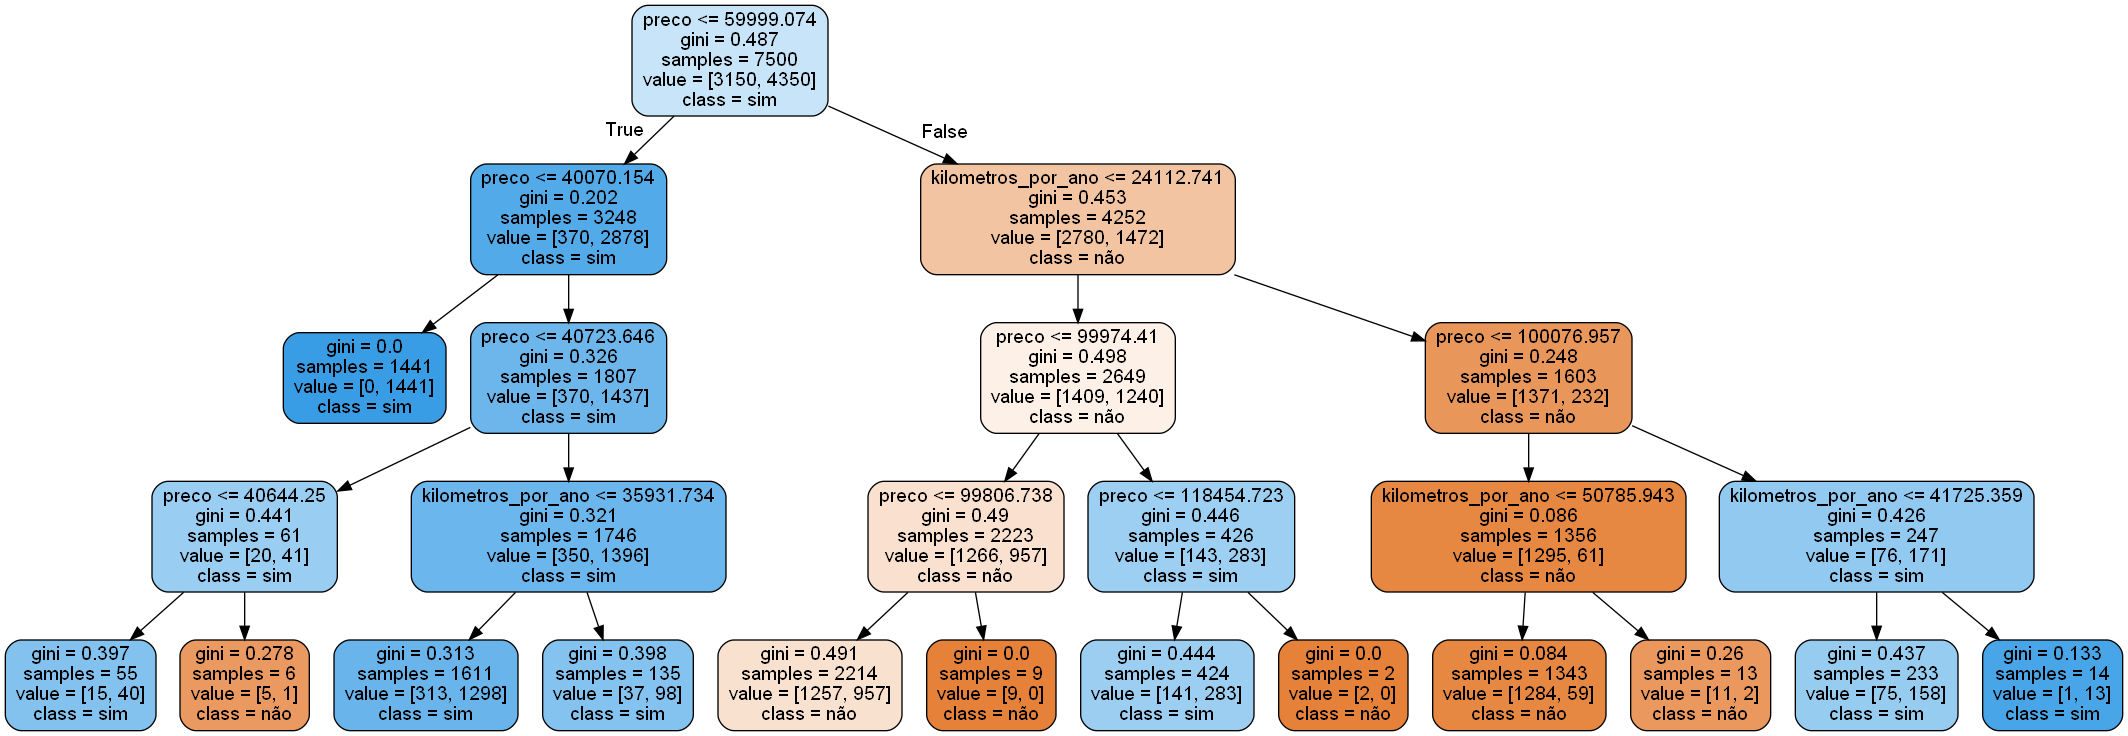 preco <= 59999.074
gini = 0.487
samples = 7500
value = [3150, 4350]
class = sim
True
False
preco <= 40070.154
gini = 0.202
samples = 3248
value = [370, 2878]
class = sim
kilometros_por_ano <= 24112.741
gini = 0.453
samples = 4252
value = [2780, 1472]
class = não
gini = 0.0
samples = 1441
value = [0, 1441]
class = sim
preco <= 40723.646
gini = 0.326
samples = 1807
value = [370, 1437]
class = sim
preco <= 99974.41
gini = 0.498
samples = 2649
value = [1409, 1240]
class = não
preco <= 100076.957
gini = 0.248
samples = 1603
value = [1371, 232]
class = não
preco <= 40644.25
gini = 0.441
samples = 61
value = [20, 41]
class = sim
kilometros_por_ano <= 35931.734
gini = 0.321
samples = 1746
value = [350, 1396]
class = sim
preco <= 99806.738
gini = 0.49
samples = 2223
value = [1266, 957]
class = não
preco <= 118454.723
gini = 0.446
samples = 426
value = [143, 283]
class = sim
kilometros_por_ano <= 50785.943
gini = 0.086
samples = 1356
value = [1295, 61]
class = não
kilometros_por_ano <= 41725.359
gini = 0.426
samples = 247
value = [76, 171]
class = sim
gini = 0.397
samples = 55
value = [15, 40]
class = sim
gini = 0.278
samples = 6
value = [5, 1]
class = não
gini = 0.313
samples = 1611
value = [313, 1298]
class = sim
gini = 0.398
samples = 135
value = [37, 98]
class = sim
gini = 0.491
samples = 2214
value = [1257, 957]
class = não
gini = 0.0
samples = 9
value = [9, 0]
class = não
gini = 0.444
samples = 424
value = [141, 283]
class = sim
gini = 0.0
samples = 2
value = [2, 0]
class = não
gini = 0.084
samples = 1343
value = [1284, 59]
class = não
gini = 0.26
samples = 13
value = [11, 2]
class = não
gini = 0.437
samples = 233
value = [75, 158]
class = sim
gini = 0.133
samples = 14
value = [1, 13]
class = sim